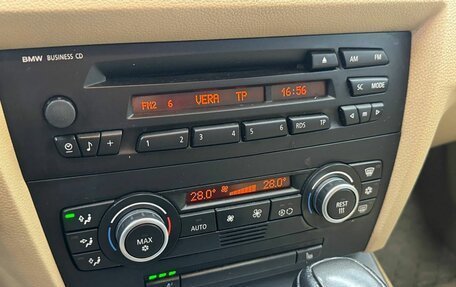 BMW BUSINESS CD
AM FM
FM2 6 VERA TP 16:56
SC MODE
1 2 3 4 5 6 RDS TP
28.0° 28.0°
AUTO
MAX
REST